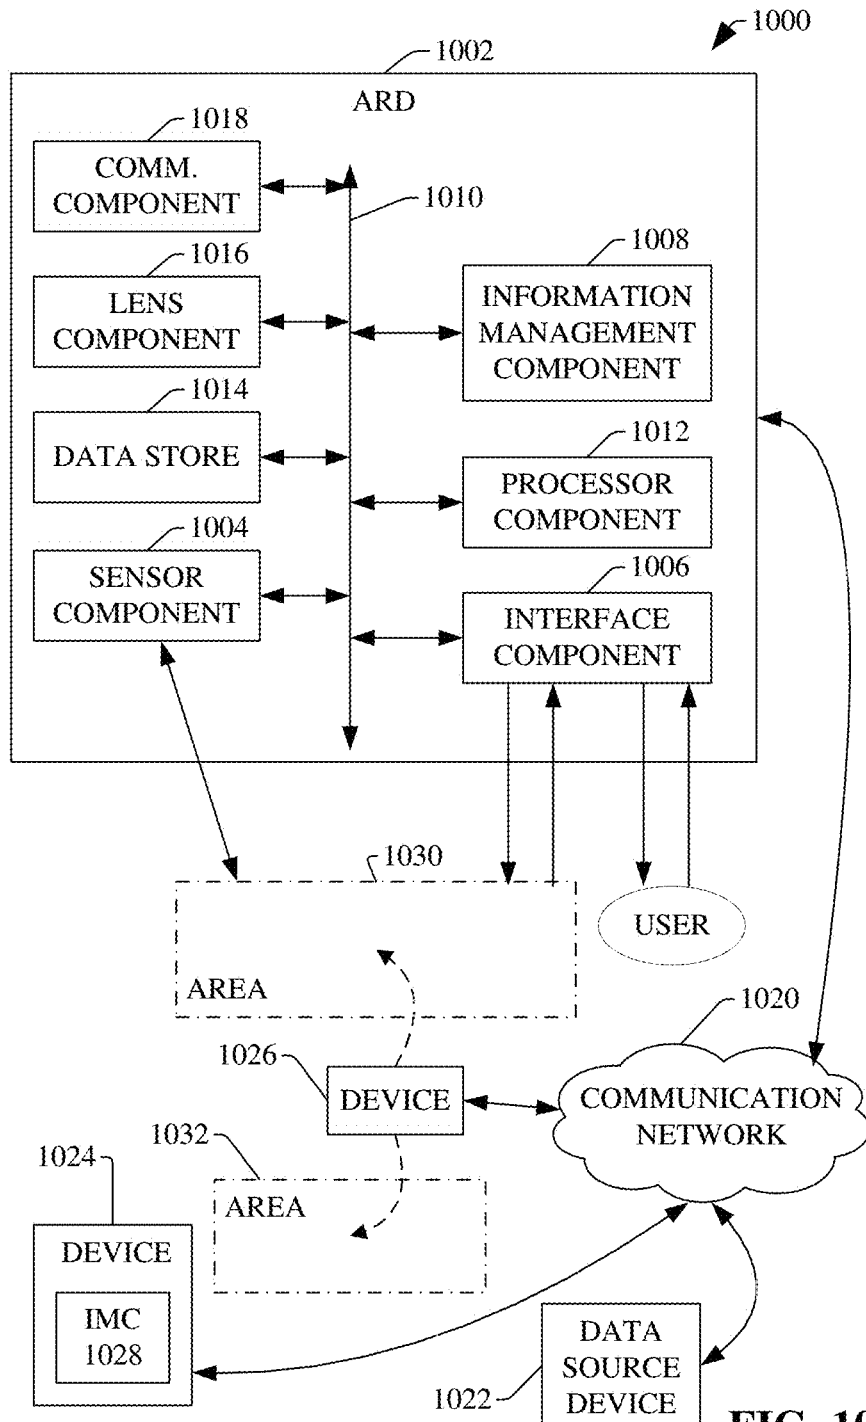 1000
1002
ARD
1018
COMM.
COMPONENT
1010
1016
LENS
COMPONENT
1008
INFORMATION
MANAGEMENT
COMPONENT
1014
DATA STORE
1012
PROCESSOR
COMPONENT
1004
SENSOR
COMPONENT
1006
INTERFACE
COMPONENT
1030
AREA
USER
1020
COMMUNICATION
NETWORK
1026
DEVICE
1032
AREA
1024
DEVICE
IMC
1028
1022
DATA
SOURCE
DEVICE
FIG. 10